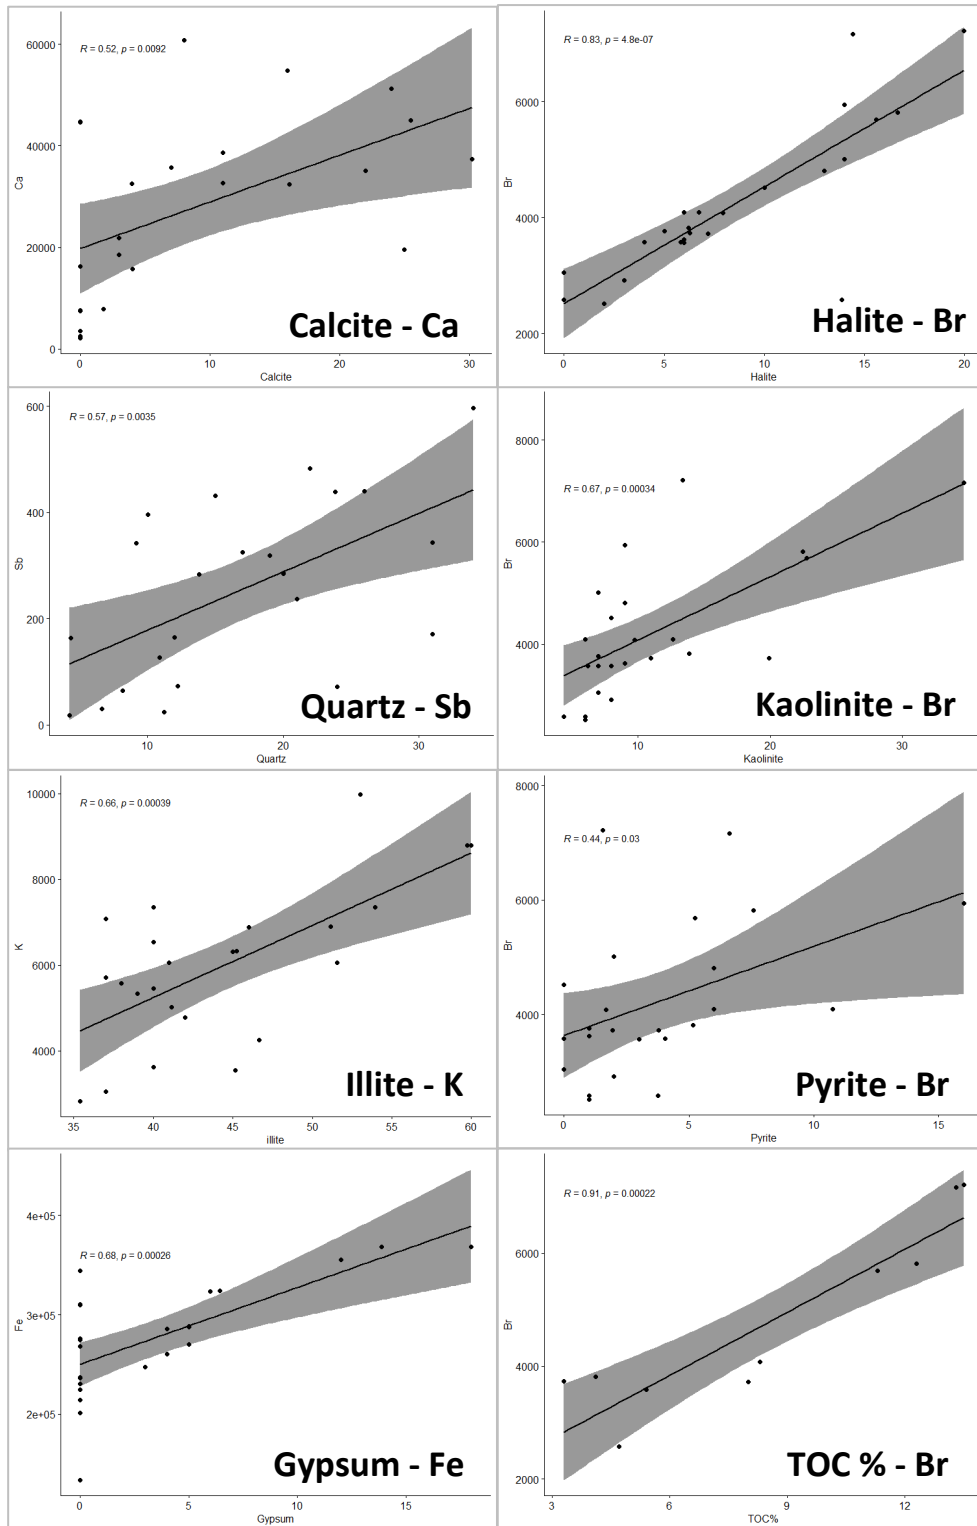 R = 0.52, p = 0.0092
60000
40000
20000
0
Ca
0 10 20 30
Calcite
Calcite - Ca
R = 0.83, p = 4.8e-07
6000
4000
2000
Br
0 5 10 15 20
Halite
Halite - Br
R = 0.57, p = 0.0035
600
400
200
0
Sb
10 20 30
Quartz
Quartz - Sb
R = 0.67, p = 0.00034
8000
6000
4000
Br
10 20 30
Kaolinite
Kaolinite - Br
R = 0.66, p = 0.00039
10000
8000
6000
4000
K
35 40 45 50 55 60
illite
Illite - K
R = 0.44, p = 0.03
8000
6000
4000
2000
Br
0 5 10 15
Pyrite
Pyrite - Br
R = 0.68, p = 0.00026
4e+05
3e+05
2e+05
Fe
0 5 10 15
Gypsum
Gypsum - Fe
R = 0.91, p = 0.00022
6000
4000
2000
Br
3 6 9 12
TOC%
TOC % - Br